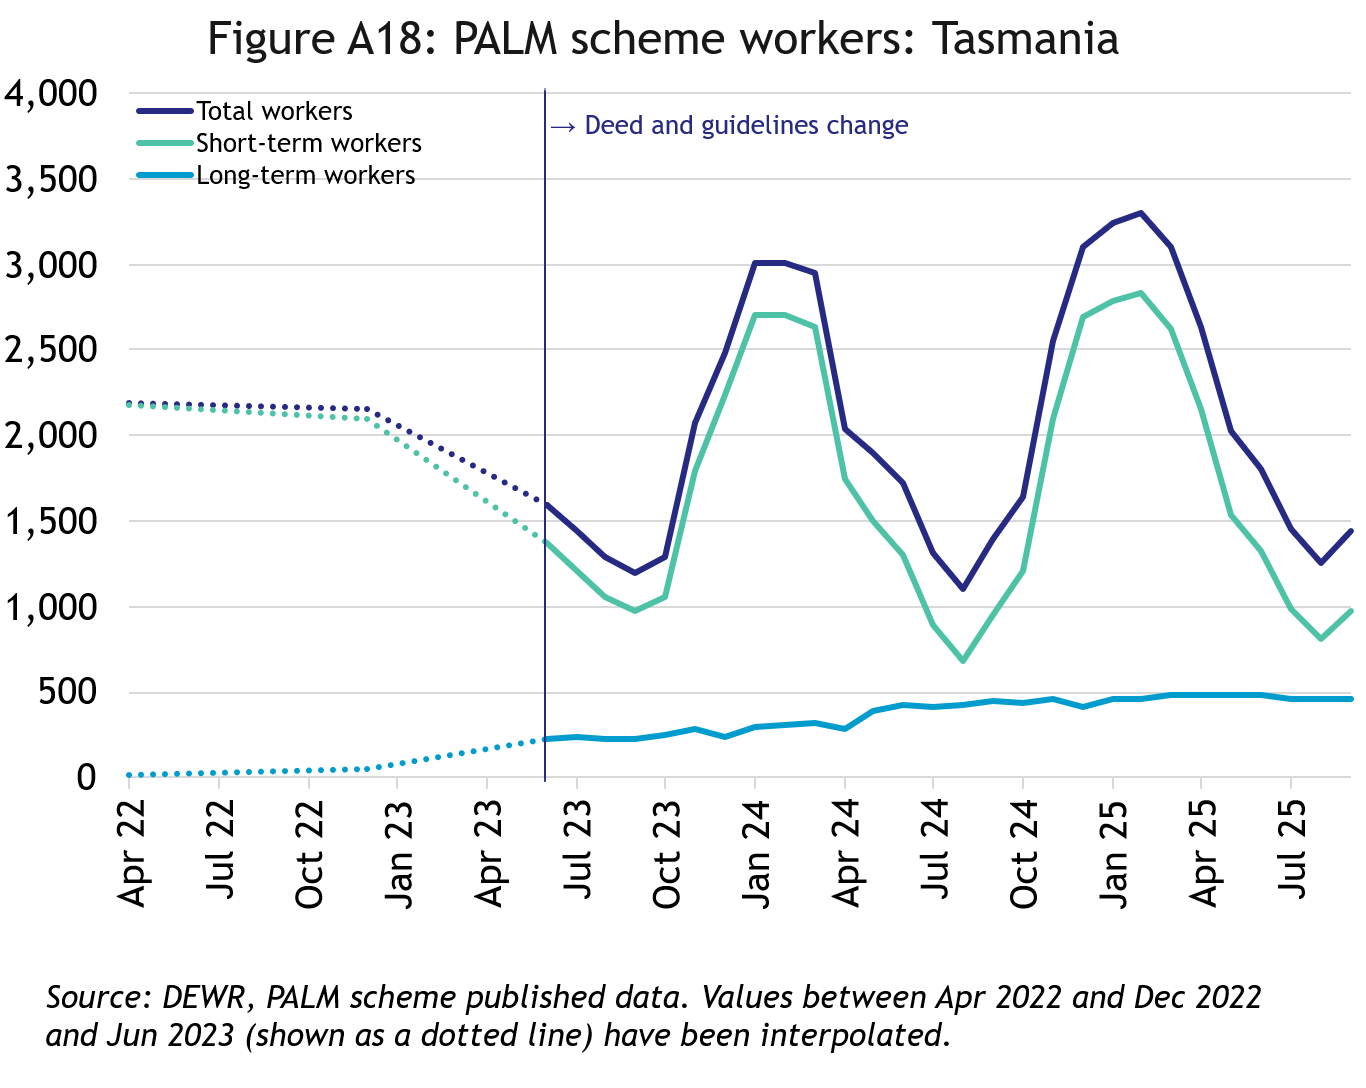 Figure A18: PALM scheme workers: Tasmania
4,000
3,500
3,000
2,500
2,000
1,500
1,000
500
0
Total workers
Short-term workers
Long-term workers
→ Deed and guidelines change
Apr 22
Jul 22
Oct 22
Jan 23
Apr 23
Jul 23
Oct 23
Jan 24
Apr 24
Jul 24
Oct 24
Jan 25
Apr 25
Jul 25
Source: DEWR, PALM scheme published data. Values between Apr 2022 and Dec 2022
and Jun 2023 (shown as a dotted line) have been interpolated.